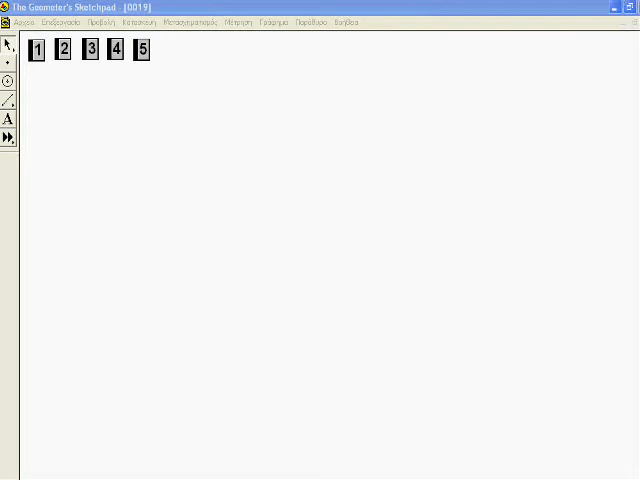 The Geometer's Sketchpad - [0019]
Αρχείο Επεξεργασία Προβολή Κατασκευή Μετασχηματισμός Μέτρηση Γράφημα Παράθυρο Βοήθεια
1 2 3 4 5
A